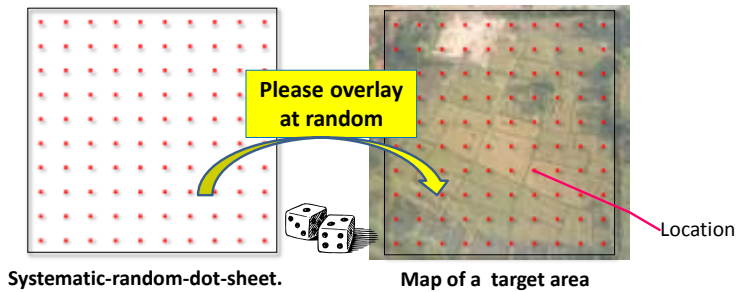 Please overlay
at random
Location
Systematic-random-dot-sheet.
Map of a target area